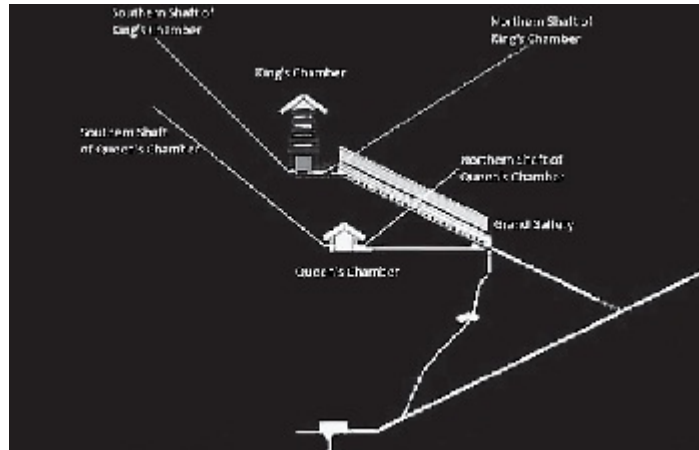 Southern Shaft of
King's Chamber
Northern Shaft of
King's Chamber
King's Chamber
Southern Shaft
of Queen's Chamber
Northern Shaft of
Queen's Chamber
Grand Gallery
Queen's Chamber